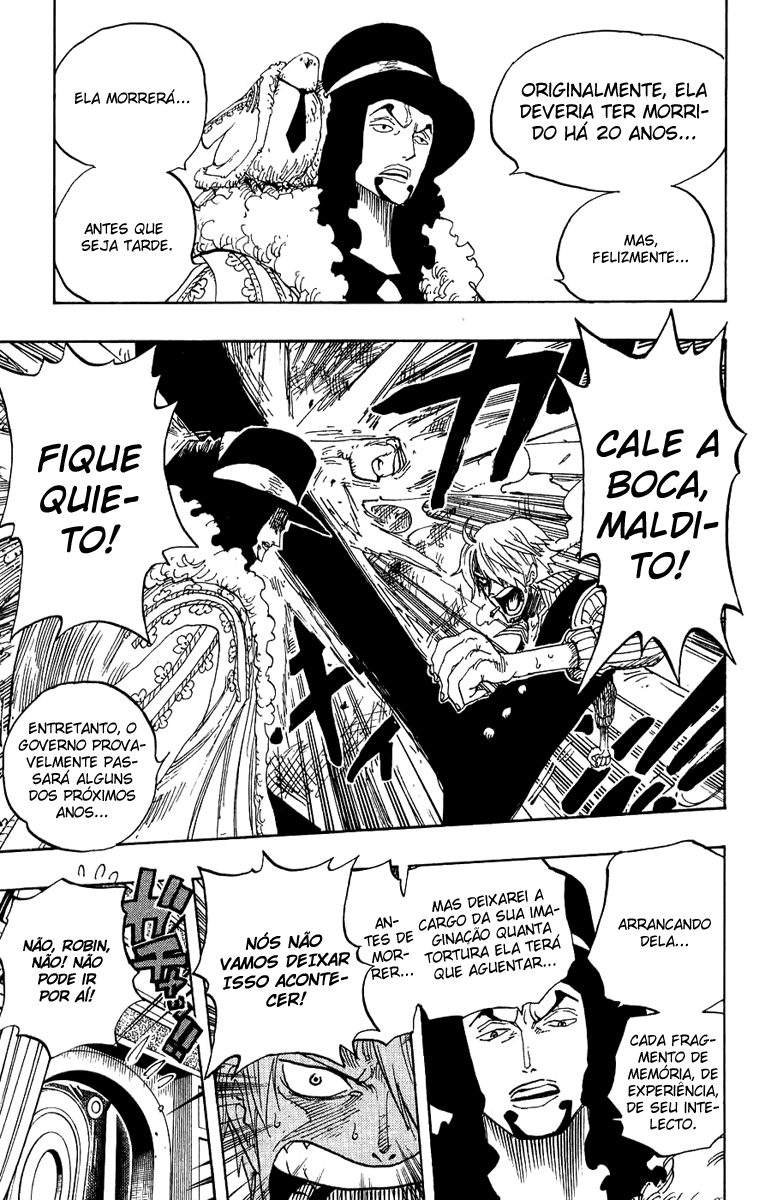 ORIGINALMENTE, ELA
DEVERIA TER MORRI-
DO HÁ 20 ANOS...
MAS,
FELIZMENTE...
ELA MORRERÁ...
ANTES QUE
SEJA TARDE.
CALE A
BOCA,
MALDI-
TO!
FIQUE
QUIE-
TO!
ENTRETANTO, O
GOVERNO PROVA-
VELMENTE PAS-
SARÁ ALGUNS
DOS PRÓXIMOS
ANOS...
ARRANCANDO
DELA...
CADA FRAG-
MENTO DE
MEMÓRIA, DE
EXPERIÊNCIA,
DE SEU INTE-
LECTO.
MAS DEIXAREI A
CARGO DA SUA IMA-
GINAÇÃO QUANTA
TORTURA ELA TERÁ
QUE AGUENTAR...
AN-
TES DE
MOR-
RER...
NÓS NÃO
VAMOS DEIXAR
ISSO ACONTE-
CER!
NÃO, ROBIN,
NÃO! NÃO
PODE IR
POR AÍ!